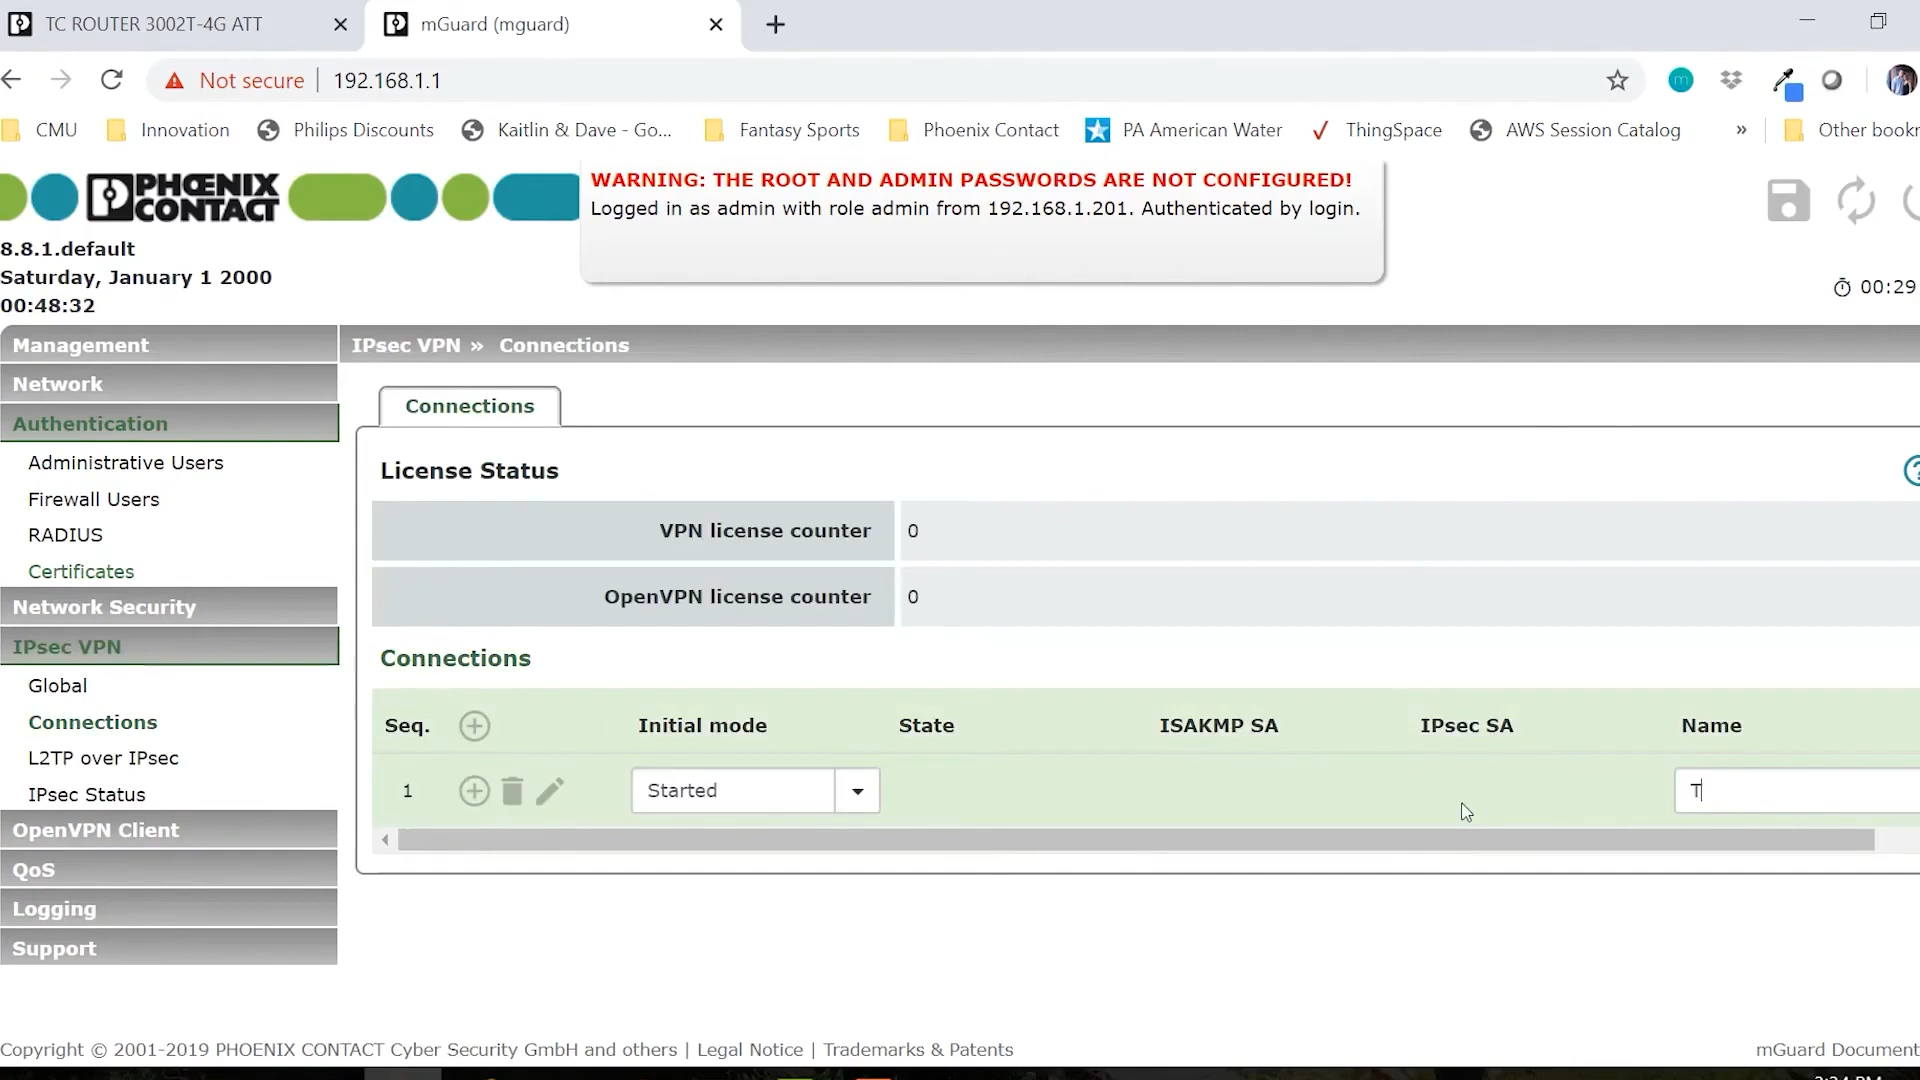 TC ROUTER 3002T-4G ATT
mGuard (mguard)
Not secure 192.168.1.1
CMU Innovation Philips Discounts Kaitlin & Dave - Go... Fantasy Sports Phoenix Contact PA American Water ThingSpace AWS Session Catalog » Other bookr
PHŒNIX CONTACT
WARNING: THE ROOT AND ADMIN PASSWORDS ARE NOT CONFIGURED!
Logged in as admin with role admin from 192.168.1.201. Authenticated by login.
8.8.1.default
Saturday, January 1 2000
00:48:32
00:29
Management
Network
Authentication
Administrative Users
Firewall Users
RADIUS
Certificates
Network Security
IPsec VPN
Global
Connections
L2TP over IPsec
IPsec Status
OpenVPN Client
QoS
Logging
Support
IPsec VPN » Connections
Connections
License Status
VPN license counter 0
OpenVPN license counter 0
Connections
Seq. Initial mode State ISAKMP SA IPsec SA Name
1 Started T
Copyright © 2001-2019 PHOENIX CONTACT Cyber Security GmbH and others | Legal Notice | Trademarks & Patents
mGuard Document